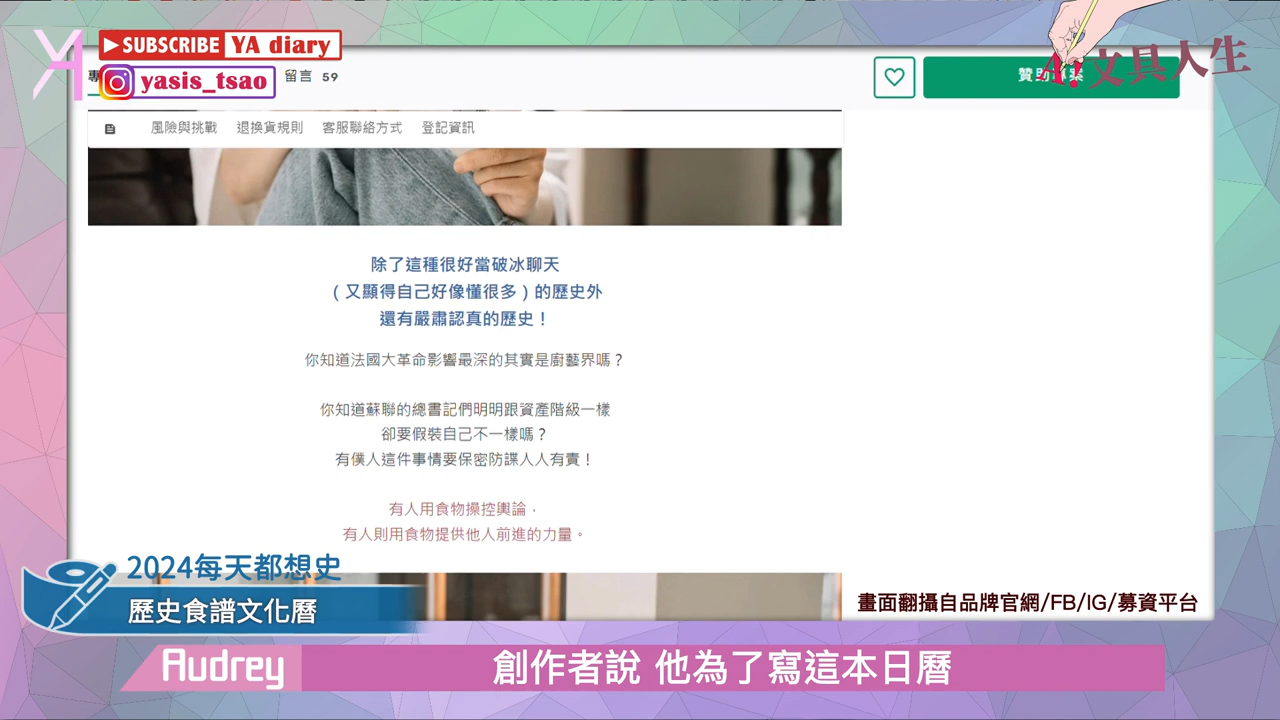 YA
SUBSCRIBE YA diary
yasis_tsao
留言 59
文具人生
風險與挑戰 退換貨規則 客服聯絡方式 登記資訊
除了這種很好當破冰聊天
（又顯得自己好像懂很多）的歷史外
還有嚴肅認真的歷史！
你知道法國大革命影響最深的其實是廚藝界嗎？
你知道蘇聯的總書記們明明跟資產階級一樣
卻要假裝自己不一樣嗎？
有僕人這件事情要保密防諜人人有責！
有人用食物操控輿論，
有人則用食物提供他人前進的力量。
2024每天都想史
歷史食譜文化曆
畫面翻攝自品牌官網/FB/IG/募資平台
Audrey
創作者說 他為了寫這本日曆